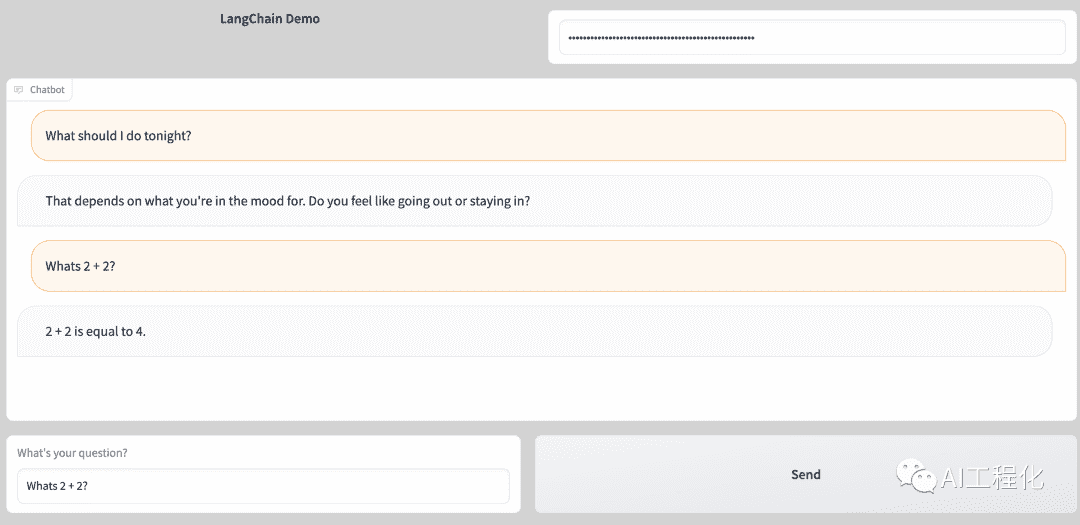 LangChain Demo
••••••••••••••••••••••••••••••••••••••••••••••••••••
Chatbot
What should I do tonight?
That depends on what you're in the mood for. Do you feel like going out or staying in?
Whats 2 + 2?
2 + 2 is equal to 4.
What's your question?
Whats 2 + 2?
Send
AI工程化